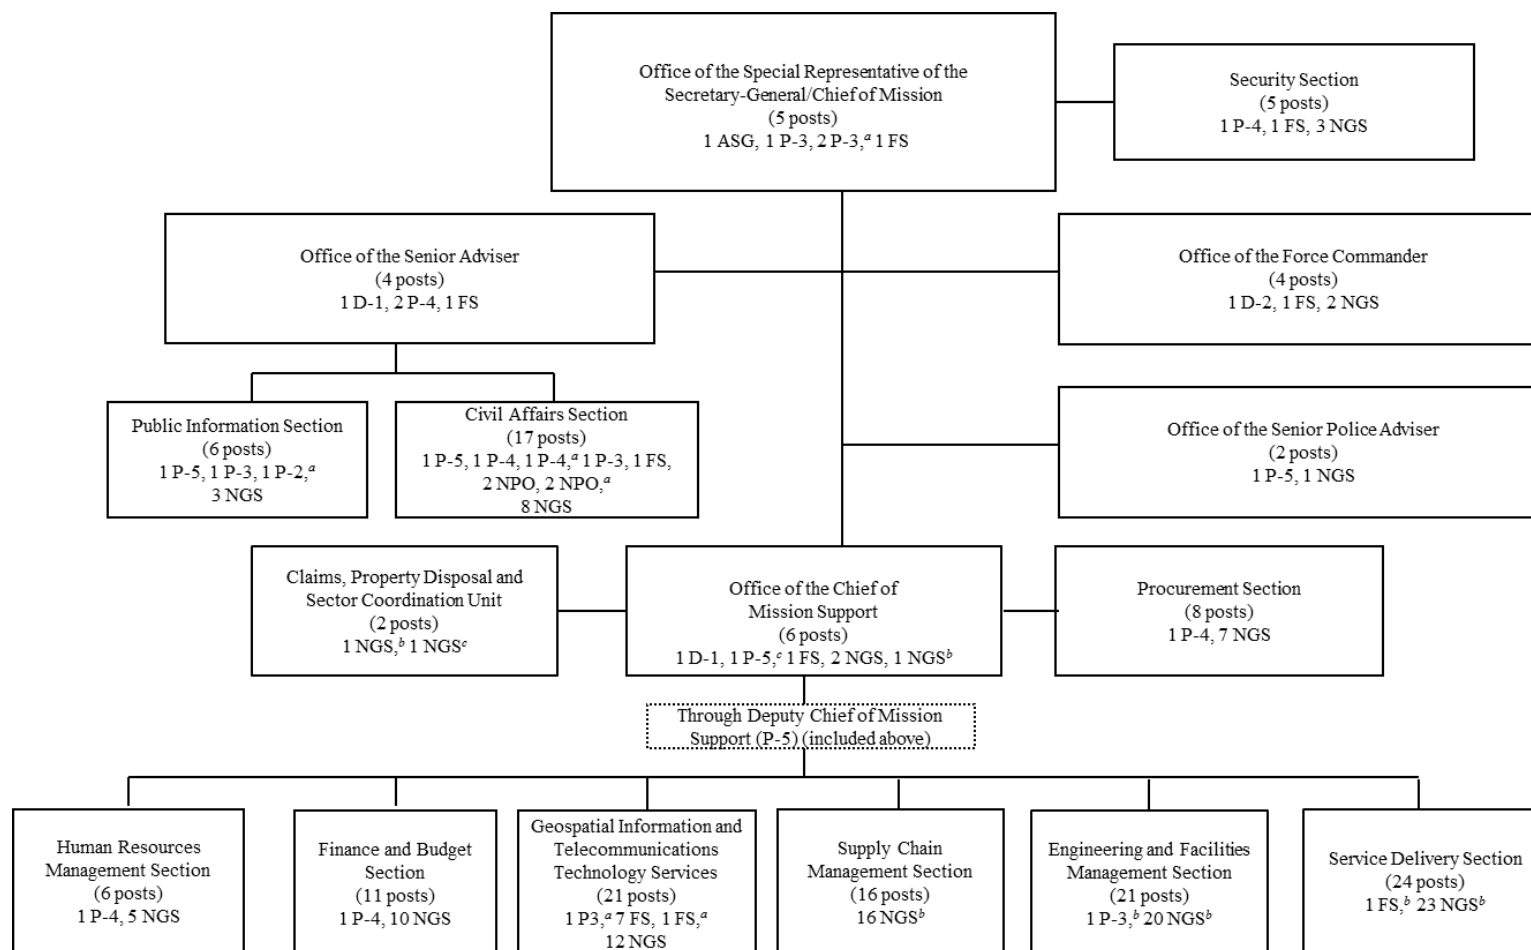 Office of the Special Representative of the
Secretary-General/Chief of Mission
(5 posts)
1 ASG, 1 P-3, 2 P-3,ᵃ 1 FS
Security Section
(5 posts)
1 P-4, 1 FS, 3 NGS
Office of the Senior Adviser
(4 posts)
1 D-1, 2 P-4, 1 FS
Office of the Force Commander
(4 posts)
1 D-2, 1 FS, 2 NGS
Public Information Section
(6 posts)
1 P-5, 1 P-3, 1 P-2,ᵃ
3 NGS
Civil Affairs Section
(17 posts)
1 P-5, 1 P-4, 1 P-4,ᵃ 1 P-3, 1 FS,
2 NPO, 2 NPO,ᵃ
8 NGS
Office of the Senior Police Adviser
(2 posts)
1 P-5, 1 NGS
Claims, Property Disposal and
Sector Coordination Unit
(2 posts)
1 NGS,ᵇ 1 NGSᶜ
Office of the Chief of
Mission Support
(6 posts)
1 D-1, 1 P-5,ᶜ 1 FS, 2 NGS, 1 NGSᵇ
Procurement Section
(8 posts)
1 P-4, 7 NGS
Through Deputy Chief of Mission
Support (P-5) (included above)
Human Resources
Management Section
(6 posts)
1 P-4, 5 NGS
Finance and Budget
Section
(11 posts)
1 P-4, 10 NGS
Geospatial Information and
Telecommunications
Technology Services
(21 posts)
1 P3,ᵃ 7 FS, 1 FS,ᵃ
12 NGS
Supply Chain
Management Section
(16 posts)
16 NGSᵇ
Engineering and Facilities
Management Section
(21 posts)
1 P-3,ᵇ 20 NGSᵇ
Service Delivery Section
(24 posts)
1 FS,ᵇ 23 NGSᵇ